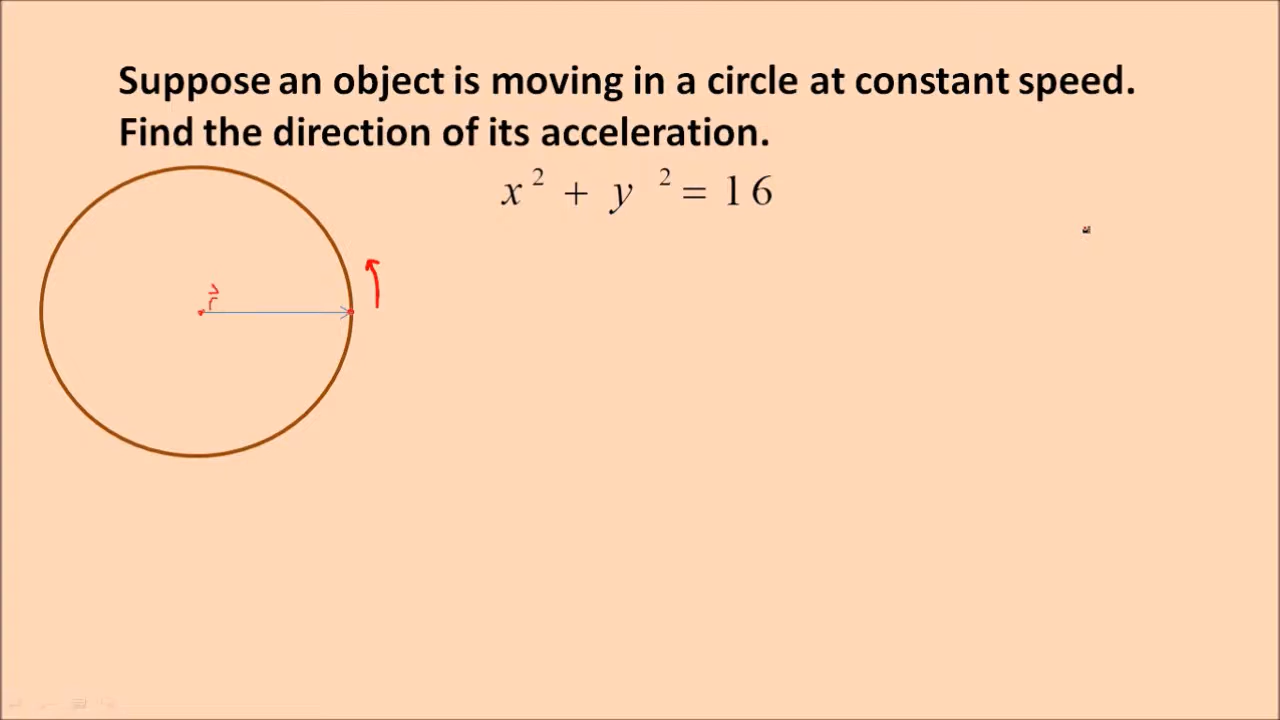 Suppose an object is moving in a circle at constant speed.
Find the direction of its acceleration.
x² + y² = 16
r⃗